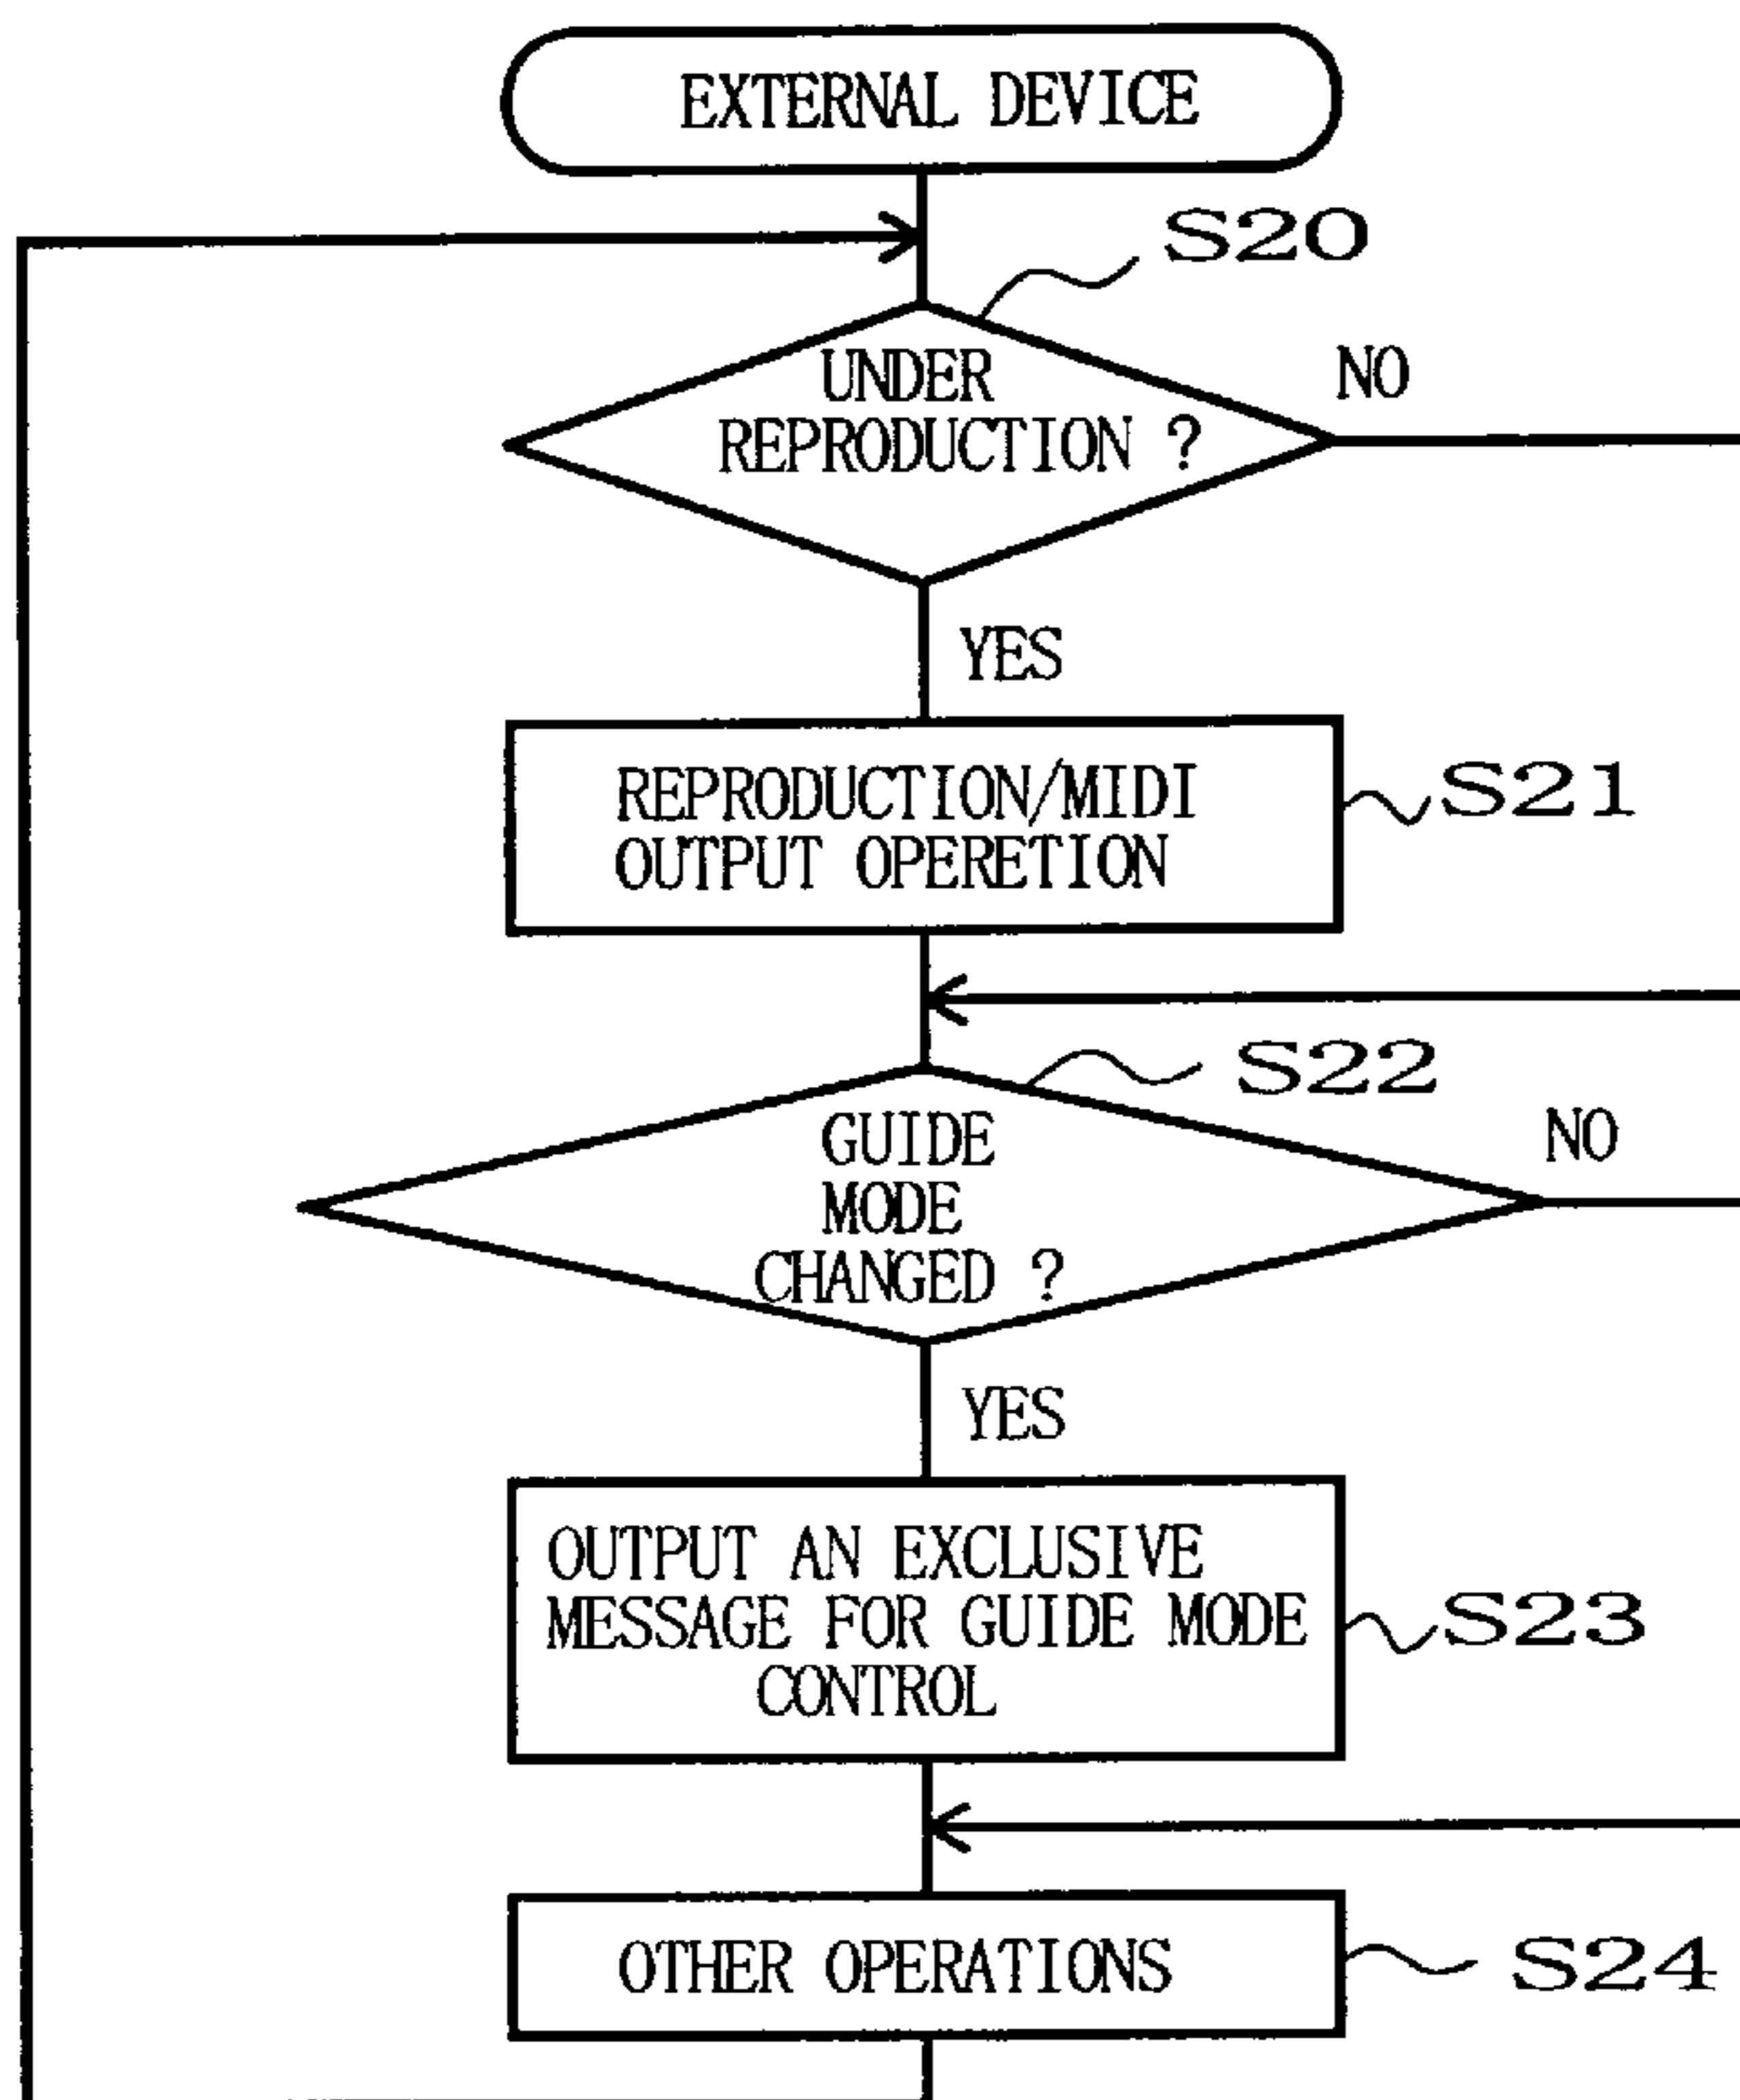 EXTERNAL DEVICE
S20
UNDER
REPRODUCTION ?
NO
YES
REPRODUCTION/MIDI
OUTPUT OPERETION
S21
S22
GUIDE
MODE
CHANGED ?
NO
YES
OUTPUT AN EXCLUSIVE
MESSAGE FOR GUIDE MODE
CONTROL
S23
OTHER OPERATIONS
S24